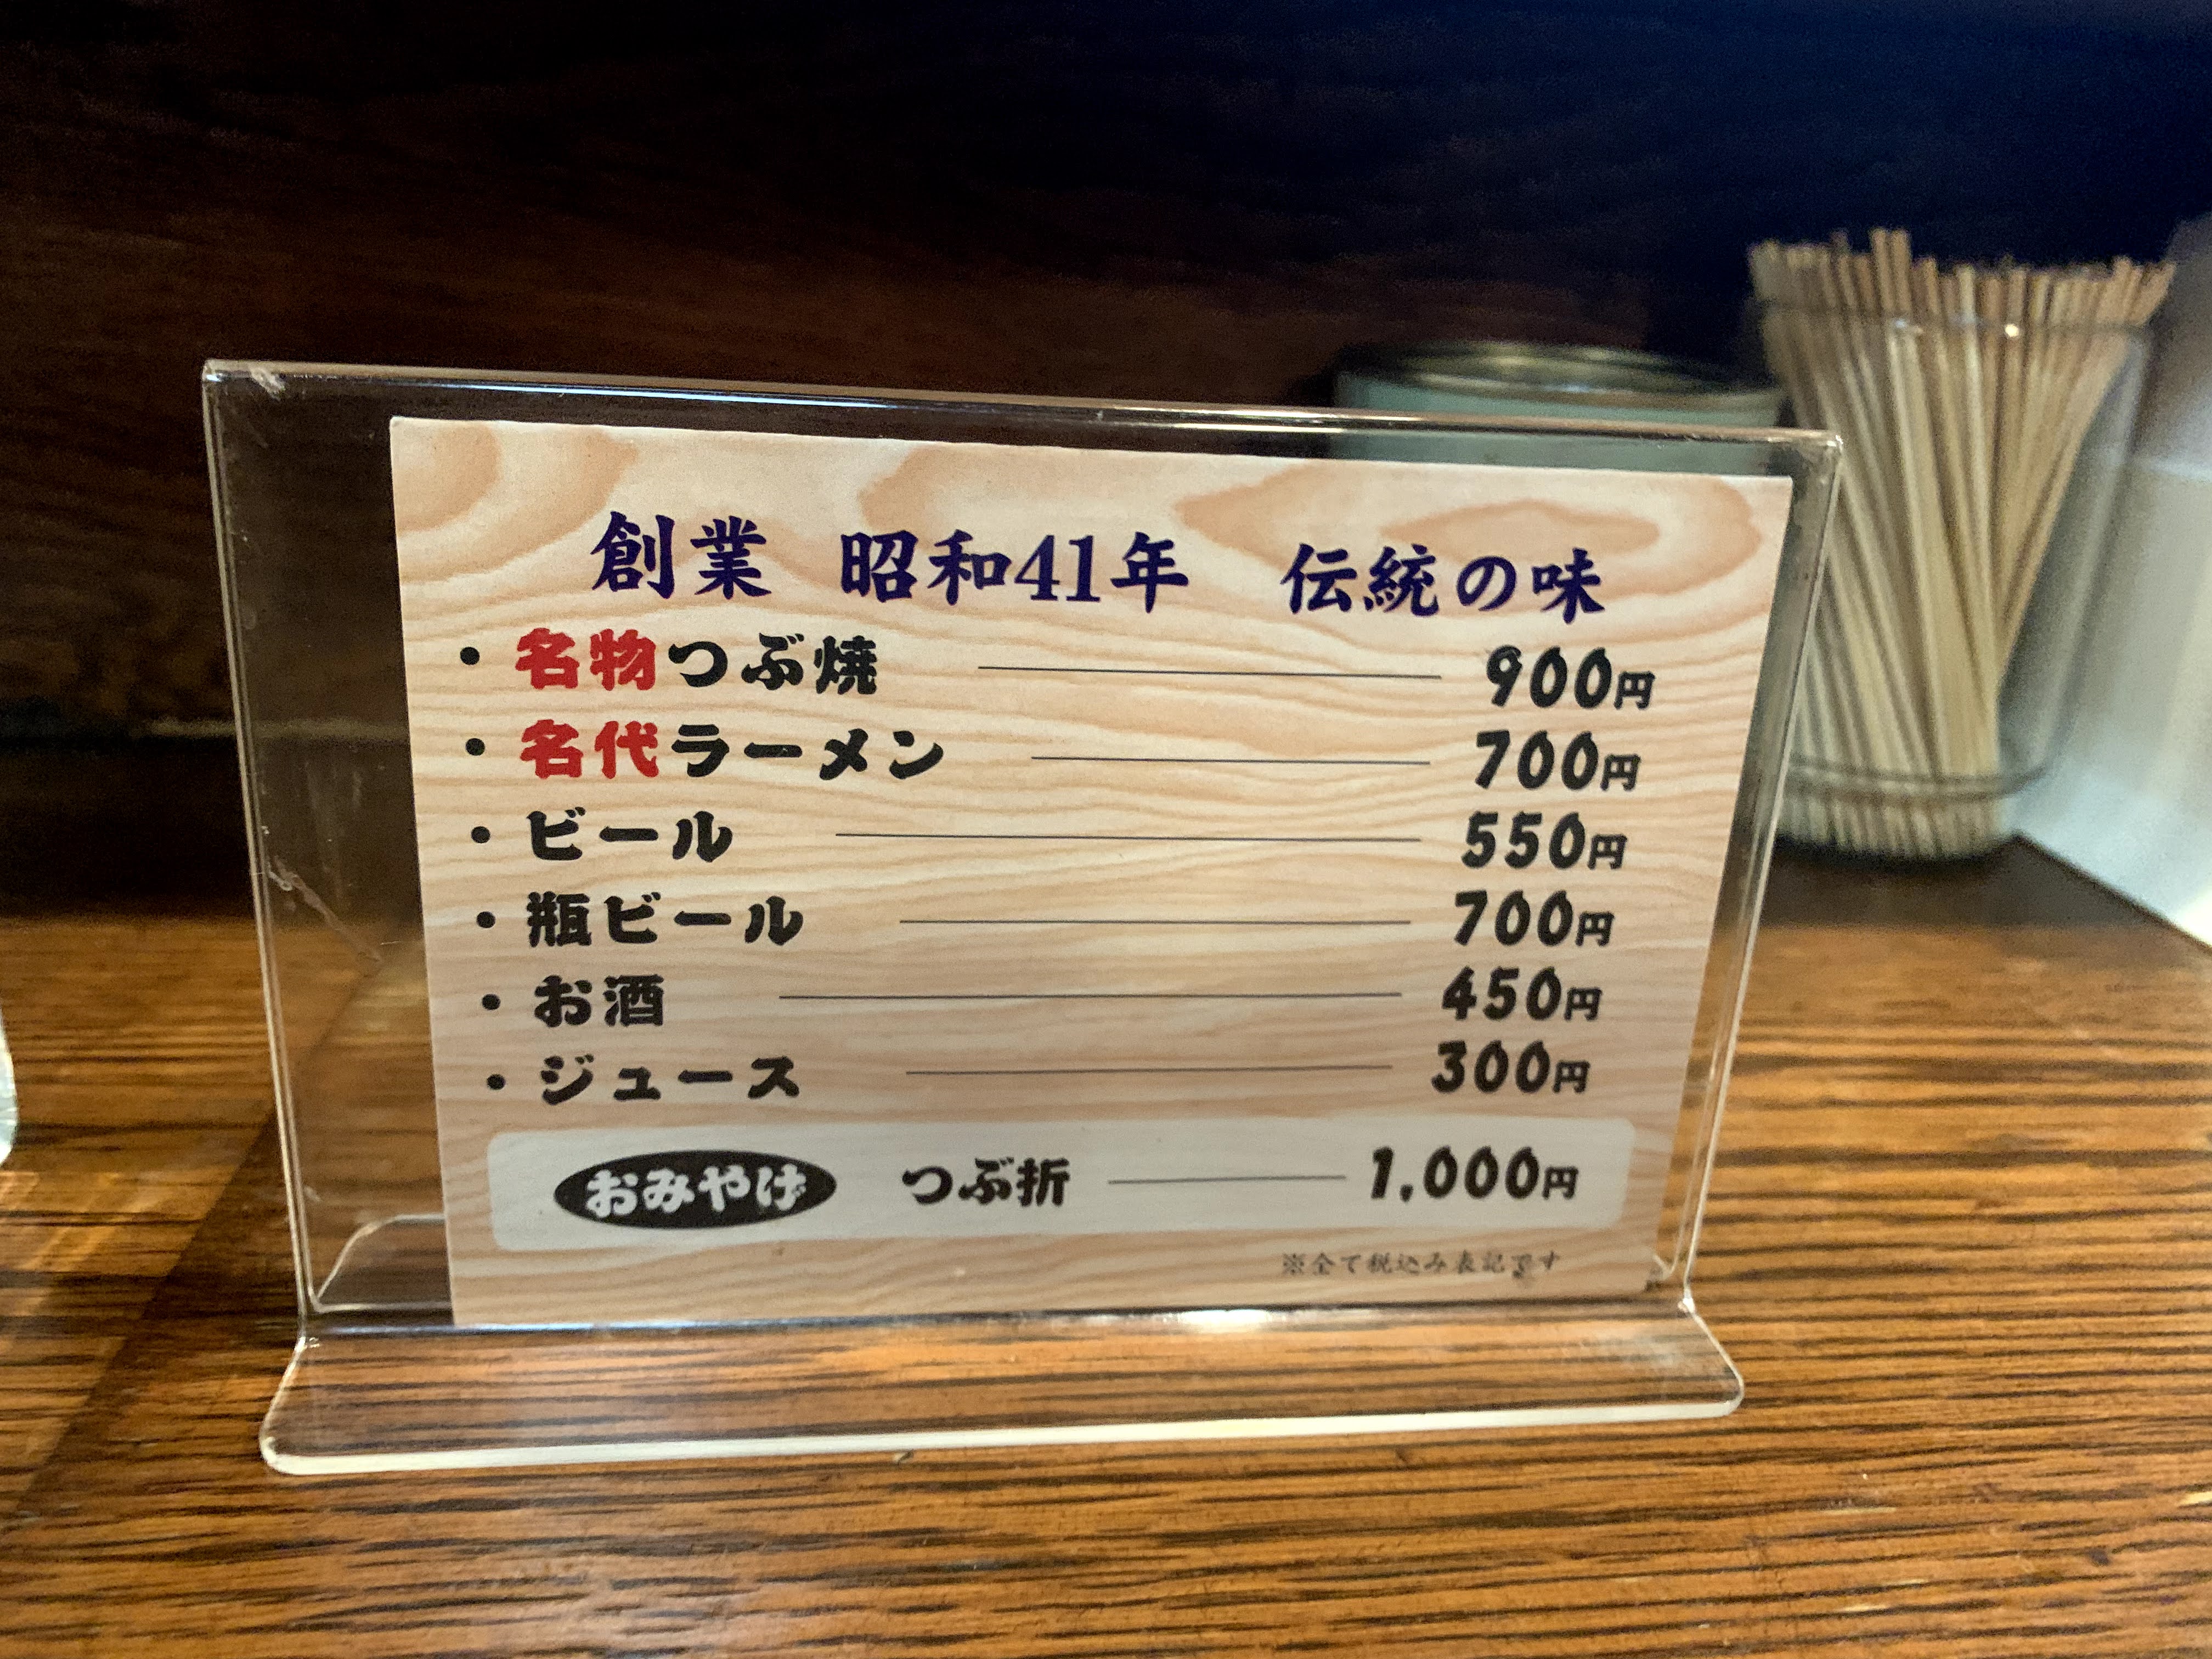 創業 昭和41年 伝統の味
・名物つぶ焼 900円
・名代ラーメン 700円
・ビール 550円
・瓶ビール 700円
・お酒 450円
・ジュース 300円
おみやげ つぶ折 1,000円
※全て税込み表記です